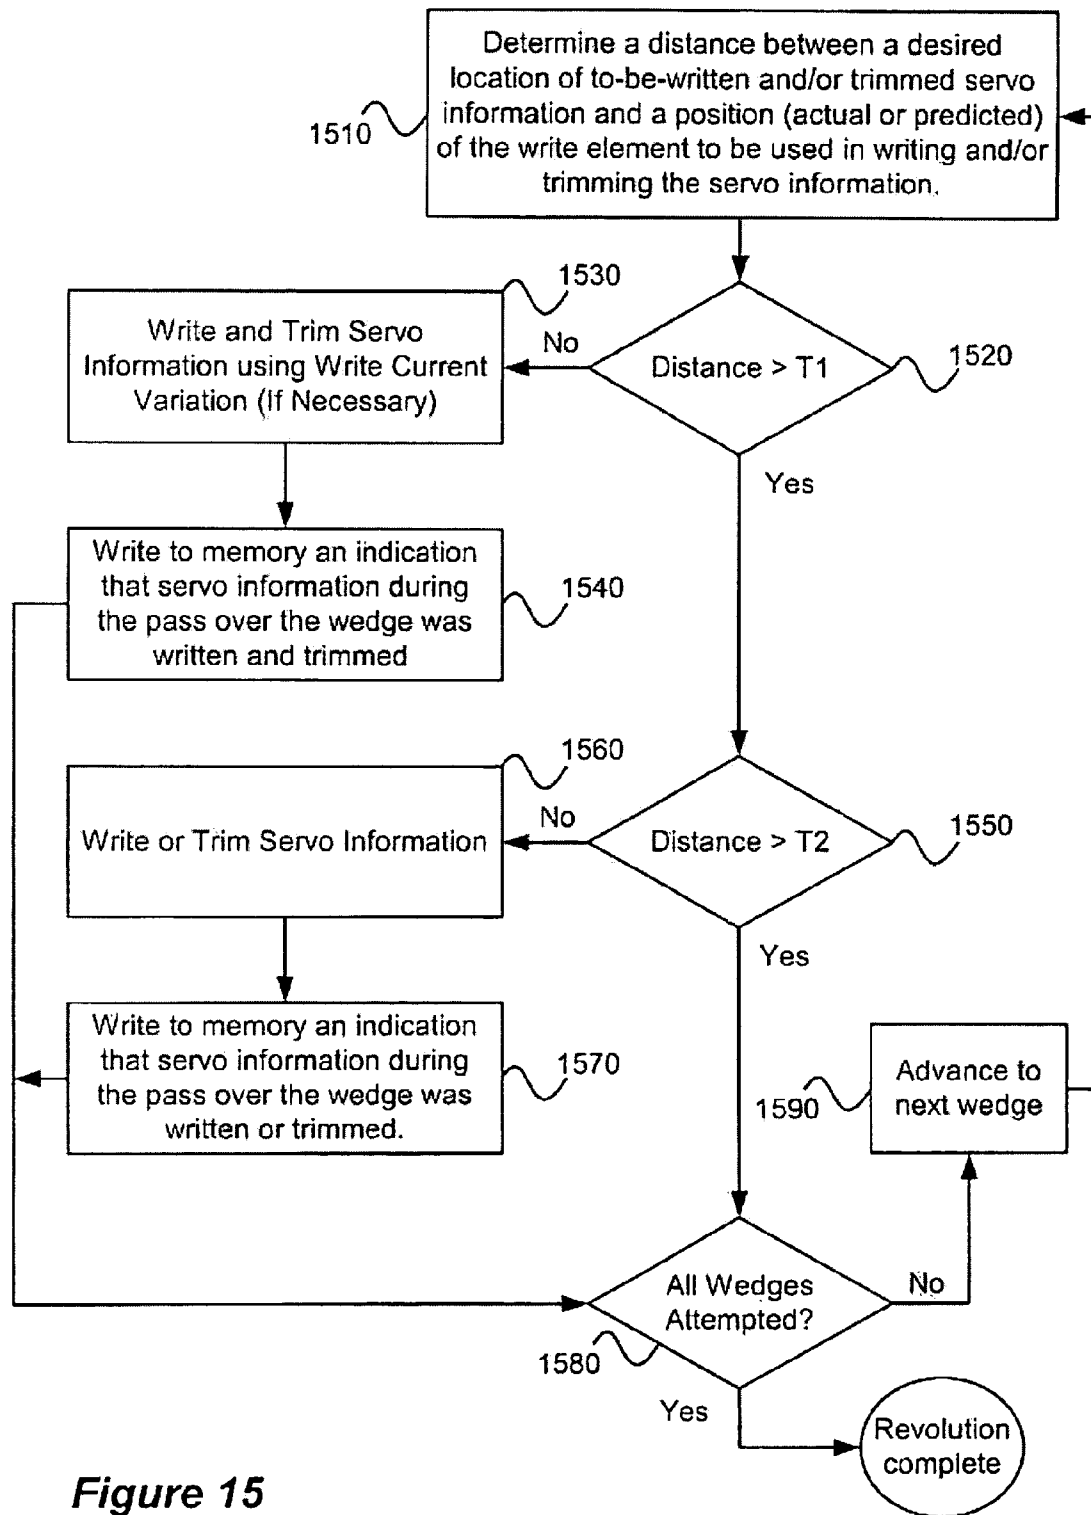 Determine a distance between a desired
location of to-be-written and/or trimmed servo
information and a position (actual or predicted)
of the write element to be used in writing and/or
trimming the servo information.
1510
1530
Write and Trim Servo
Information using Write Current
Variation (If Necessary)
No
Distance > T1
1520
Yes
Write to memory an indication
that servo information during
the pass over the wedge was
written and trimmed
1540
1560
Write or Trim Servo Information
No
Distance > T2
1550
Yes
Write to memory an indication
that servo information during
the pass over the wedge was
written or trimmed.
1570
Advance to
next wedge
1590
All Wedges
Attempted?
No
1580
Yes
Revolution
complete
Figure 15